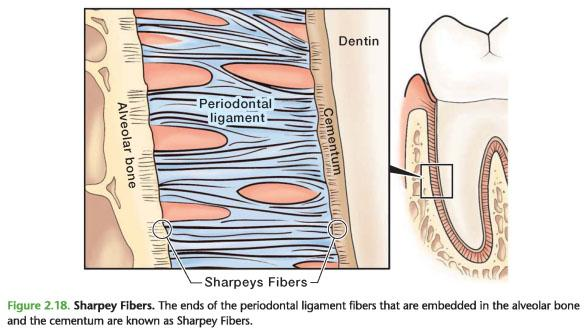 Dentin
Periodontal
ligament
Alveolar bone
Cementum
Sharpeys Fibers
Figure 2.18. Sharpey Fibers. The ends of the periodontal ligament fibers that are embedded in the alveolar bone
and the cementum are known as Sharpey Fibers.